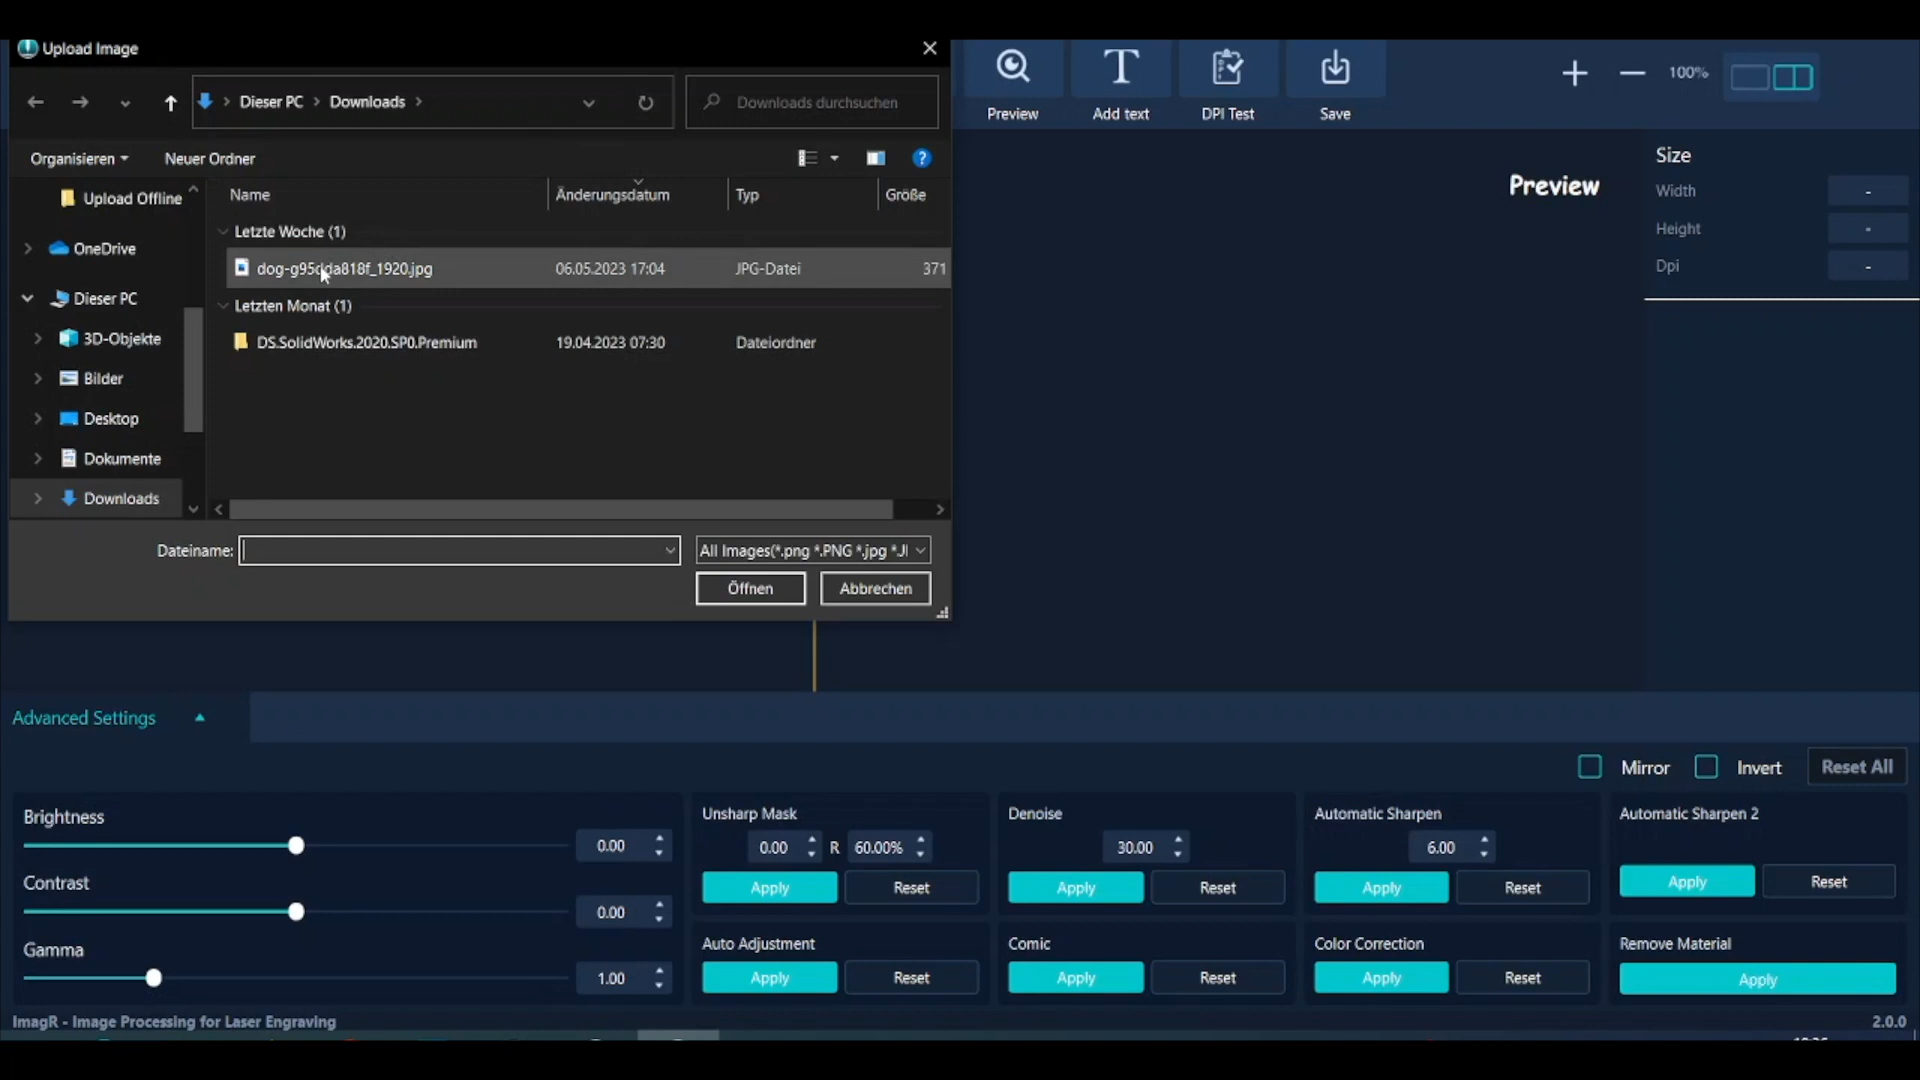 Upload Image
Dieser PC
Downloads
Downloads durchsuchen
Organisieren
Neuer Ordner
Name
Änderungsdatum
Typ
Größe
Upload Offline
OneDrive
Dieser PC
3D-Objekte
Bilder
Desktop
Dokumente
Downloads
Letzte Woche (1)
dog-g95dda818f_1920.jpg 06.05.2023 17:04 JPG-Datei 371
Letzten Monat (1)
DS.SolidWorks.2020.SP0.Premium 19.04.2023 07:30 Dateiordner
Dateiname:
All Images(*.png *.PNG *.jpg *.JI
Öffnen
Abbrechen
Preview
T
Add text
DPI Test
Save
100%
Preview
Size
Width -
Height -
Dpi -
Advanced Settings
Mirror
Invert
Reset All
Brightness
0.00
Contrast
0.00
Gamma
1.00
Unsharp Mask
0.00 R 60.00%
Apply Reset
Denoise
30.00
Apply Reset
Automatic Sharpen
6.00
Apply Reset
Automatic Sharpen 2
Apply Reset
Auto Adjustment
Apply Reset
Comic
Apply Reset
Color Correction
Apply Reset
Remove Material
Apply
ImagR - Image Processing for Laser Engraving
2.0.0